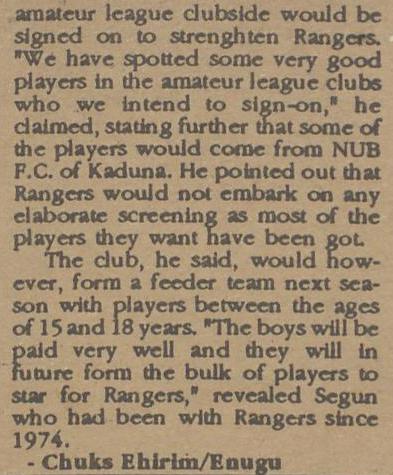 amateur league clubside would be
signed on to strenghten Rangers.
"We have spotted some very good
players in the amateur league clubs
who we intend to sign-on," he
claimed, stating further that some of
the players would come from NUB
F.C. of Kaduna. He pointed out that
Rangers would not embark on any
elaborate screening as most of the
players they want have been got.
The club, he said, would how-
ever, form a feeder team next sea-
son with players between the ages
of 15 and 18 years. "The boys will be
paid very well and they will in
future form the bulk of players to
star for Rangers," revealed Segun
who had been with Rangers since
1974.
- Chuks Ehirim/Enugu